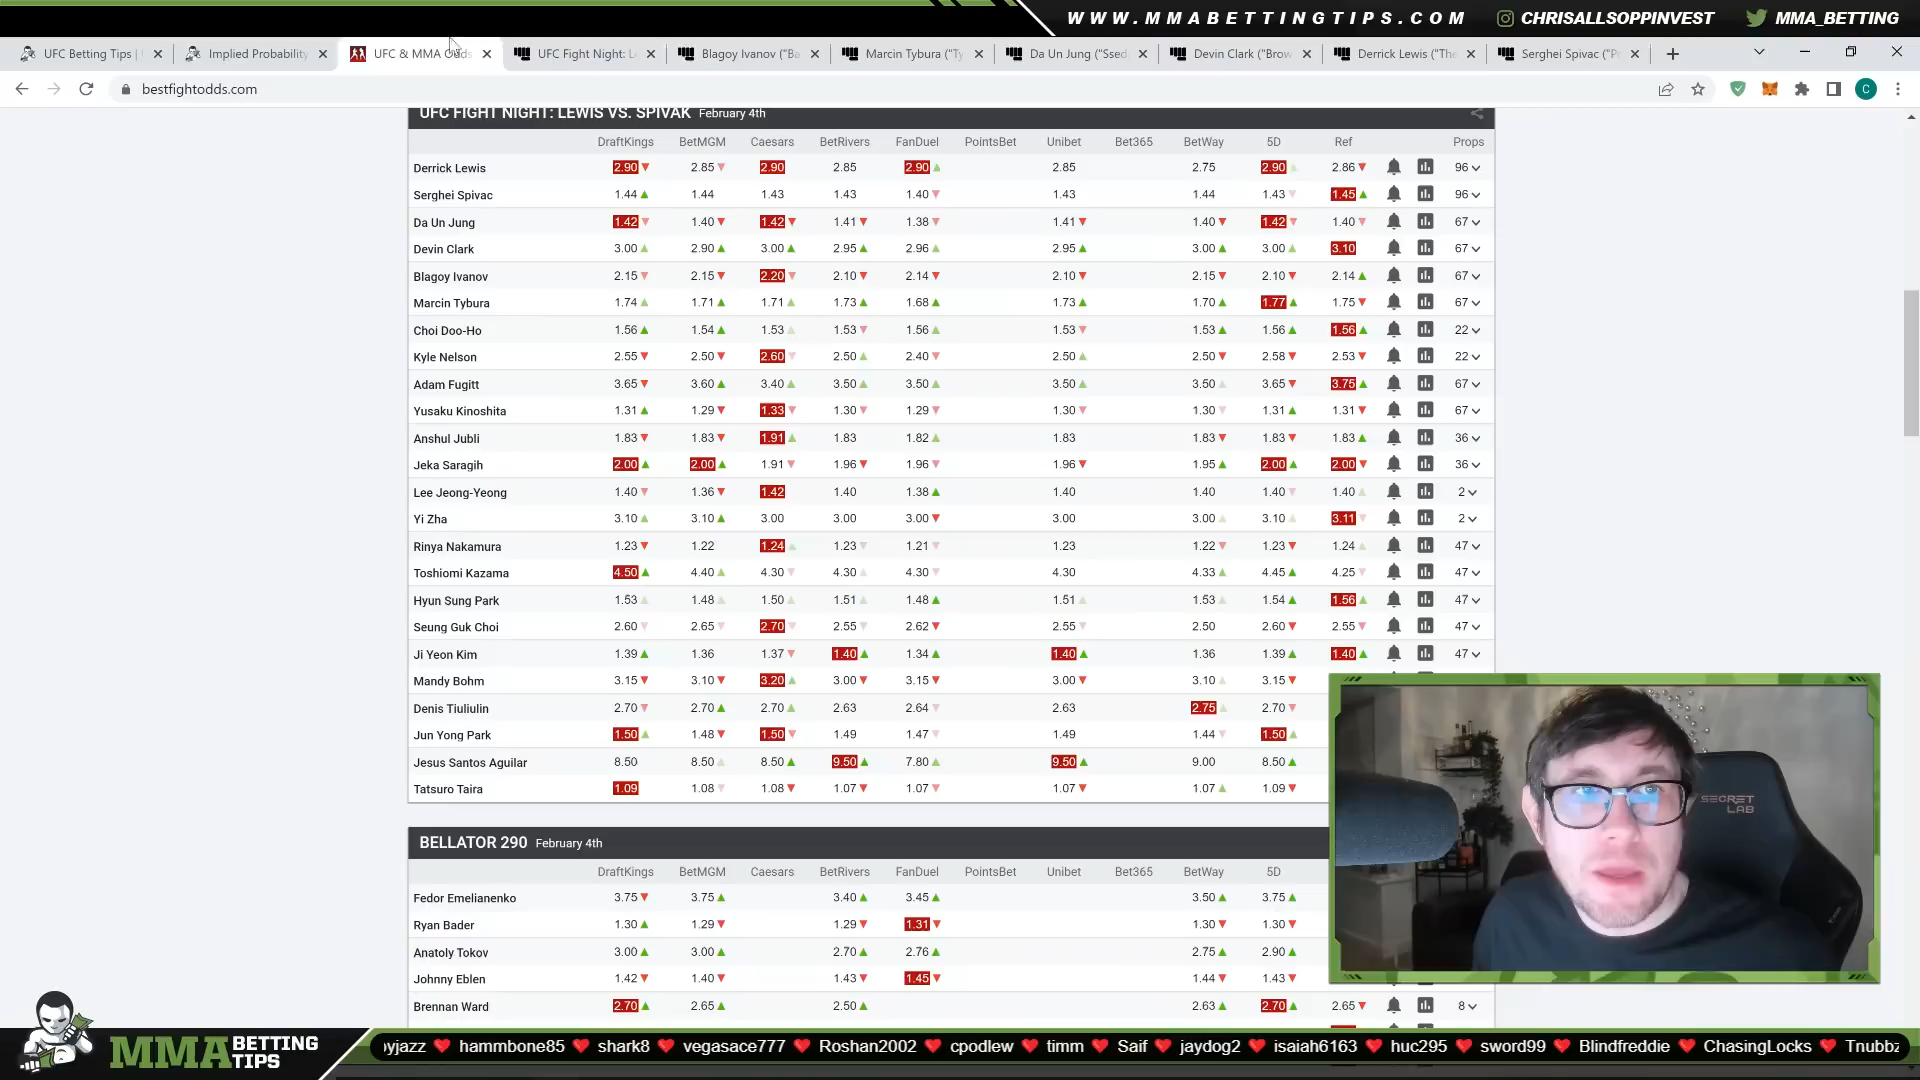 WWW.MMABETTINGTIPS.COM CHRISALLSOPPINVEST MMA_BETTING
UFC Betting Tips | Implied Probability UFC & MMA Odds UFC Fight Night: L Blagoy Ivanov ("Ba Marcin Tybura ("Ty Da Un Jung ("Ssed Devin Clark ("Brow Derrick Lewis ("The Serghei Spivac ("P
bestfightodds.com C
UFC FIGHT NIGHT: LEWIS VS. SPIVAK February 4th
DraftKings BetMGM Caesars BetRivers FanDuel PointsBet Unibet Bet365 BetWay 5D Ref Props
Derrick Lewis 2.90▼ 2.85▼ 2.90 2.85 2.90▲ 2.85 2.75 2.90▲ 2.86▼ 96
Serghei Spivac 1.44▲ 1.44 1.43 1.43 1.40▼ 1.43 1.44 1.43▼ 1.45▲ 96
Da Un Jung 1.42▼ 1.40▼ 1.42▼ 1.41▼ 1.38▼ 1.41▼ 1.40▼ 1.42▼ 1.40▼ 67
Devin Clark 3.00▲ 2.90▲ 3.00▲ 2.95▲ 2.96▲ 2.95▲ 3.00▲ 3.00▲ 3.10 67
Blagoy Ivanov 2.15▼ 2.15▼ 2.20▼ 2.10▼ 2.14▼ 2.10▼ 2.15▼ 2.10▼ 2.14▲ 67
Marcin Tybura 1.74▲ 1.71▲ 1.71▲ 1.73▲ 1.68▲ 1.73▲ 1.70▲ 1.77▲ 1.75▼ 67
Choi Doo-Ho 1.56▲ 1.54▲ 1.53▲ 1.53▼ 1.56▲ 1.53▼ 1.53▲ 1.56▲ 1.56▲ 22
Kyle Nelson 2.55▼ 2.50▼ 2.60▼ 2.50▲ 2.40▼ 2.50▲ 2.50▼ 2.58▼ 2.53▼ 22
Adam Fugitt 3.65▼ 3.60▲ 3.40▲ 3.50▲ 3.50▲ 3.50▲ 3.50▲ 3.65▼ 3.75▲ 67
Yusaku Kinoshita 1.31▲ 1.29▼ 1.33▼ 1.30▼ 1.29▼ 1.30▼ 1.30▼ 1.31▲ 1.31▼ 67
Anshul Jubli 1.83▼ 1.83▼ 1.91▲ 1.83 1.82▲ 1.83 1.83▼ 1.83▼ 1.83▲ 36
Jeka Saragih 2.00▲ 2.00▲ 1.91▼ 1.96▼ 1.96▼ 1.96▼ 1.95▲ 2.00▲ 2.00▼ 36
Lee Jeong-Yeong 1.40▼ 1.36▼ 1.42 1.40 1.38▲ 1.40 1.40 1.40▼ 1.40▲ 2
Yi Zha 3.10▲ 3.10▲ 3.00 3.00 3.00▼ 3.00 3.00▲ 3.10▲ 3.11▼ 2
Rinya Nakamura 1.23▼ 1.22 1.24▲ 1.23▼ 1.21▼ 1.23 1.22▼ 1.23▼ 1.24▲ 47
Toshiomi Kazama 4.50▲ 4.40▲ 4.30▼ 4.30▲ 4.30▼ 4.30 4.33▲ 4.45▲ 4.25▼ 47
Hyun Sung Park 1.53▲ 1.48▲ 1.50▲ 1.51▲ 1.48▲ 1.51▲ 1.53▲ 1.54▲ 1.56▲ 47
Seung Guk Choi 2.60▼ 2.65▼ 2.70▼ 2.55▼ 2.62▼ 2.55▼ 2.50 2.60▼ 2.55▼ 47
Ji Yeon Kim 1.39▲ 1.36 1.37▼ 1.40▲ 1.34▲ 1.40▲ 1.36 1.39▲ 1.40▲ 47
Mandy Bohm 3.15▼ 3.10▼ 3.20▲ 3.00▼ 3.15▼ 3.00▼ 3.10▲ 3.15▼
Denis Tiuliulin 2.70▼ 2.70▲ 2.70▲ 2.63 2.64▼ 2.63 2.75▲ 2.70▼
Jun Yong Park 1.50▲ 1.48▼ 1.50▼ 1.49 1.47▼ 1.49 1.44▼ 1.50▲
Jesus Santos Aguilar 8.50 8.50▲ 8.50▲ 9.50▲ 7.80▲ 9.50▲ 9.00 8.50▲
Tatsuro Taira 1.09 1.08▼ 1.08▼ 1.07▼ 1.07▼ 1.07▼ 1.07▲ 1.09▼
BELLATOR 290 February 4th
DraftKings BetMGM Caesars BetRivers FanDuel PointsBet Unibet Bet365 BetWay 5D
Fedor Emelianenko 3.75▼ 3.75▲ 3.40▲ 3.45▲ 3.50▲ 3.75▲
Ryan Bader 1.30▲ 1.29▼ 1.29▼ 1.31▼ 1.30▼ 1.30▼
Anatoly Tokov 3.00▲ 3.00▲ 2.70▲ 2.76▲ 2.75▲ 2.90▲
Johnny Eblen 1.42▼ 1.40▼ 1.43▼ 1.45▼ 1.44▼ 1.43▼
Brennan Ward 2.70▲ 2.65▲ 2.50▲ 2.63▲ 2.70▲ 2.65▼ 8
SECRET
LAB
MMA BETTING TIPS
yjazz hammbone85 shark8 vegasace777 Roshan2002 cpodlew timm Saif jaydog2 isaiah6163 huc295 sword99 Blindfreddie ChasingLocks Tnubbz